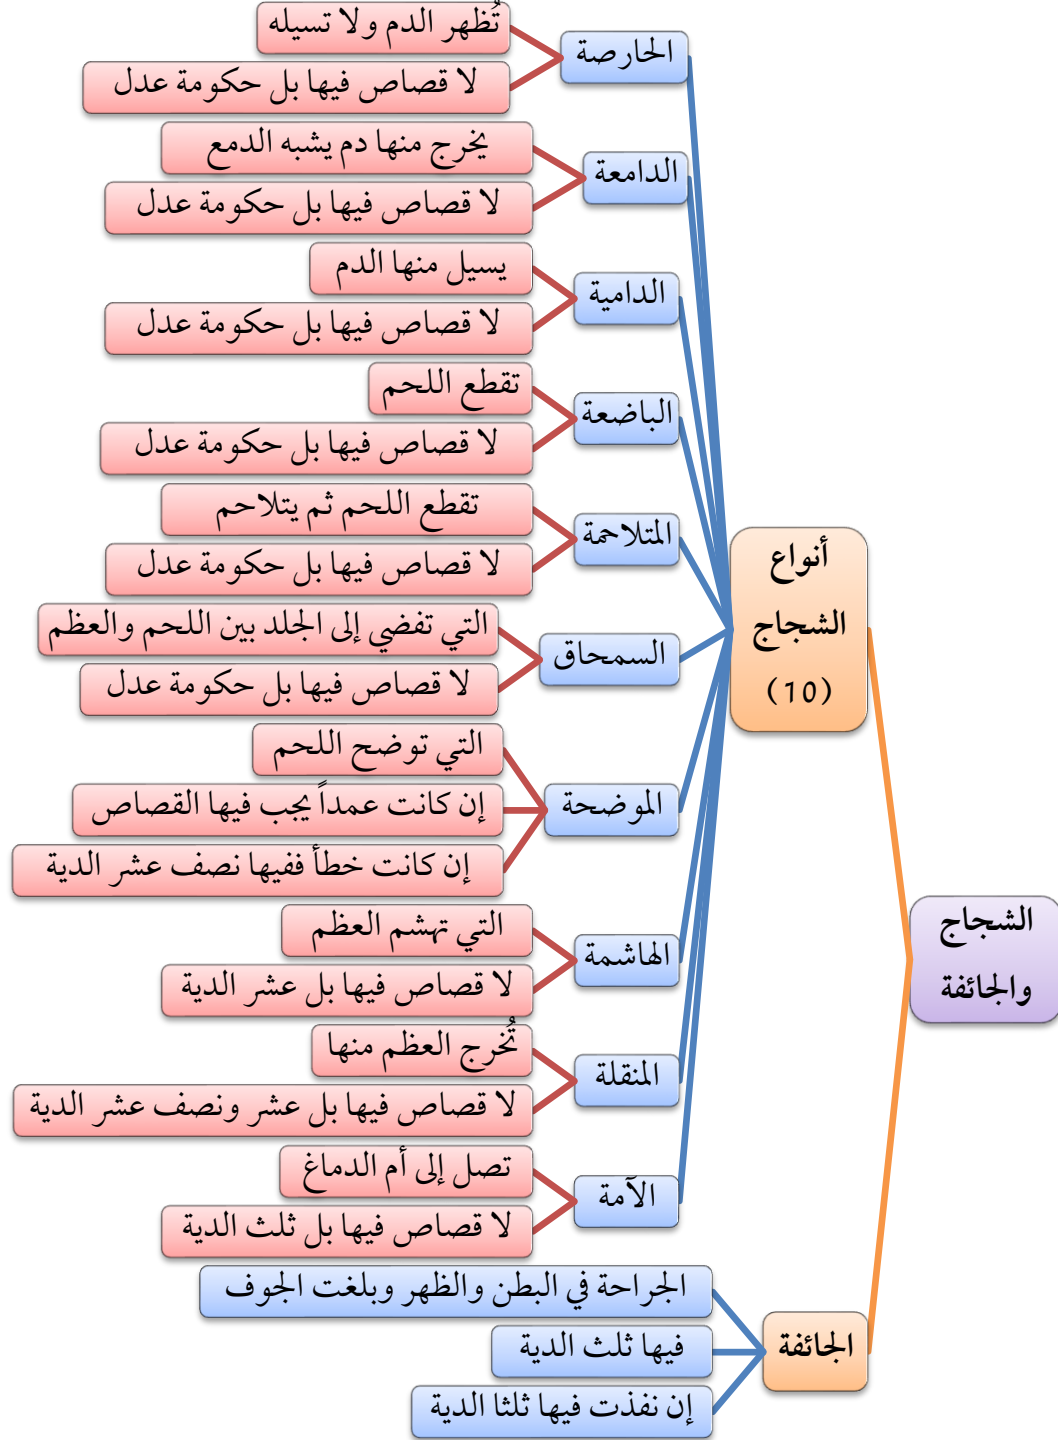 الشجاج
والجائفة
أنواع
الشجاج
(10)
الحارصة
تُظهر الدم ولا تسيله
لا قصاص فيها بل حكومة عدل
الدامعة
يخرج منها دم يشبه الدمع
لا قصاص فيها بل حكومة عدل
الدامية
يسيل منها الدم
لا قصاص فيها بل حكومة عدل
الباضعة
تقطع اللحم
لا قصاص فيها بل حكومة عدل
المتلاحمة
تقطع اللحم ثم يتلاحم
لا قصاص فيها بل حكومة عدل
السمحاق
التي تفضي إلى الجلد بين اللحم والعظم
لا قصاص فيها بل حكومة عدل
الموضحة
التي توضح اللحم
إن كانت عمداً يجب فيها القصاص
إن كانت خطأ ففيها نصف عشر الدية
الهاشمة
التي تهشم العظم
لا قصاص فيها بل عشر الدية
المنقلة
تُخرج العظم منها
لا قصاص فيها بل عشر ونصف عشر الدية
الآمة
تصل إلى أم الدماغ
لا قصاص فيها بل ثلث الدية
الجائفة
الجراحة في البطن والظهر وبلغت الجوف
فيها ثلث الدية
إن نفذت فيها ثلثا الدية